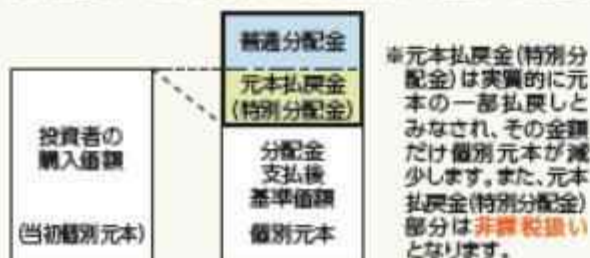 普通分配金
元本払戻金
(特別分配金)
投資者の
購入価額
(当初個別元本)
分配金
支払後
基準価額
個別元本
※元本払戻金(特別分
配金)は実質的に元
本の一部払戻しと
みなされ、その金額
だけ個別元本が減
少します。また、元本
払戻金(特別分配金)
部分は非課税扱い
となります。